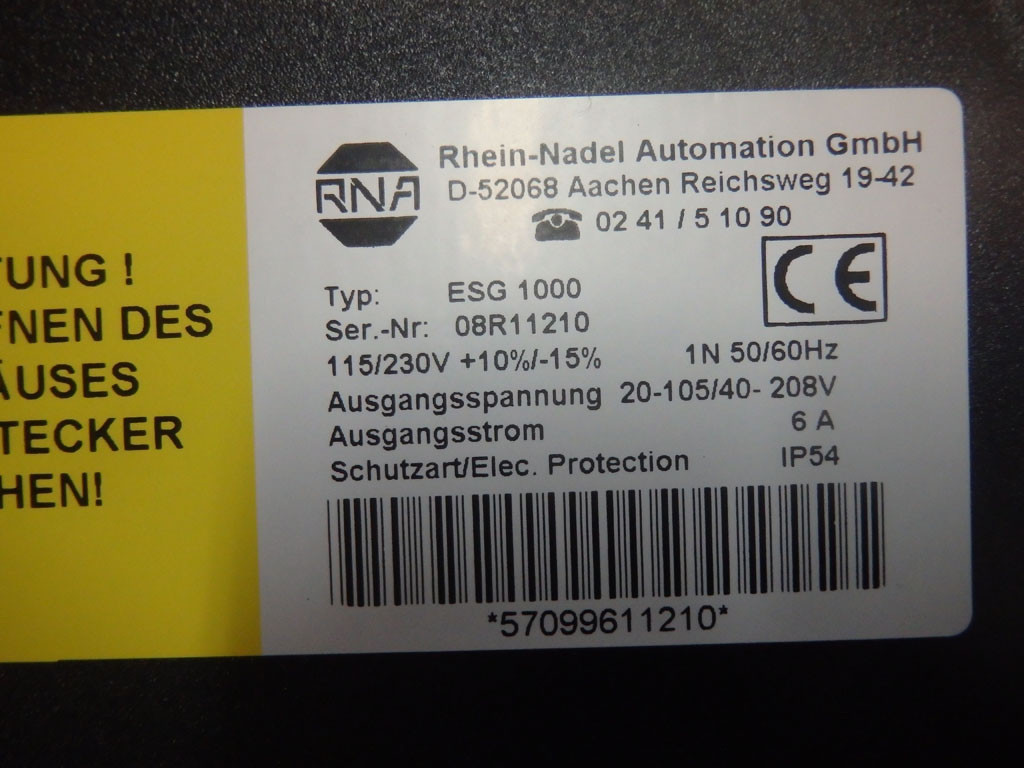 TUNG !
FNEN DES
ÄUSES
TECKER
HEN!
RNA
Rhein-Nadel Automation GmbH
D-52068 Aachen Reichsweg 19-42
02 41 / 5 10 90
CE
Typ: ESG 1000
Ser.-Nr: 08R11210
115/230V +10%/-15% 1N 50/60Hz
Ausgangsspannung 20-105/40- 208V
Ausgangsstrom 6 A
Schutzart/Elec. Protection IP54
*57099611210*